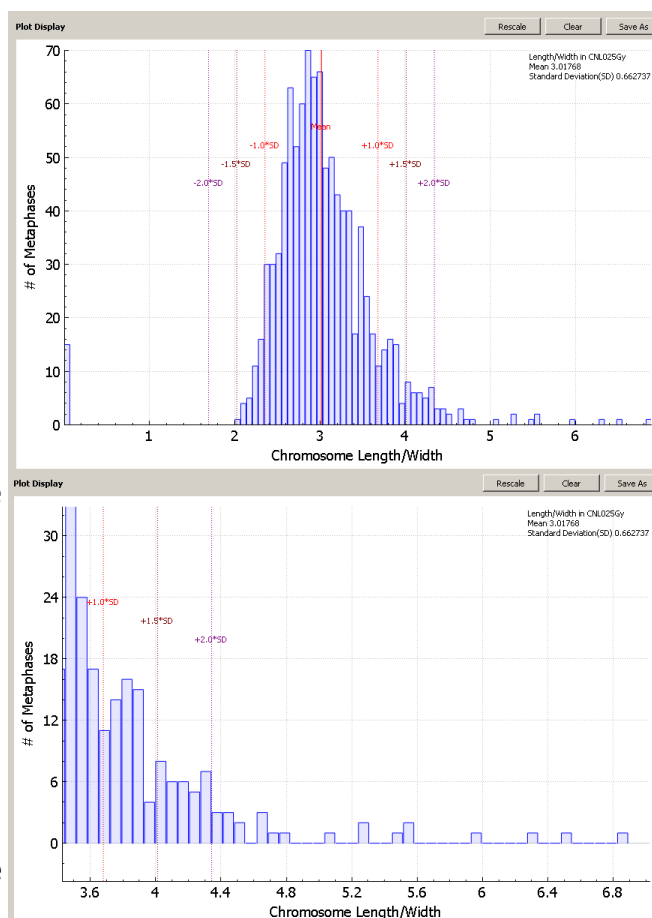 Plot Display
Rescale
Clear
Save As
Length/Width in CNL025Gy
Mean 3.01768
Standard Deviation(SD) 0.662737
70
60
50
40
30
20
10
0
# of Metaphases
-2.0*SD
-1.5*SD
-1.0*SD
Mean
+1.0*SD
+1.5*SD
+2.0*SD
1 2 3 4 5 6
Chromosome Length/Width
Plot Display
Rescale
Clear
Save As
Length/Width in CNL025Gy
Mean 3.01768
Standard Deviation(SD) 0.662737
30
24
18
12
6
0
# of Metaphases
+1.0*SD
+1.5*SD
+2.0*SD
3.6 4 4.4 4.8 5.2 5.6 6 6.4 6.8
Chromosome Length/Width